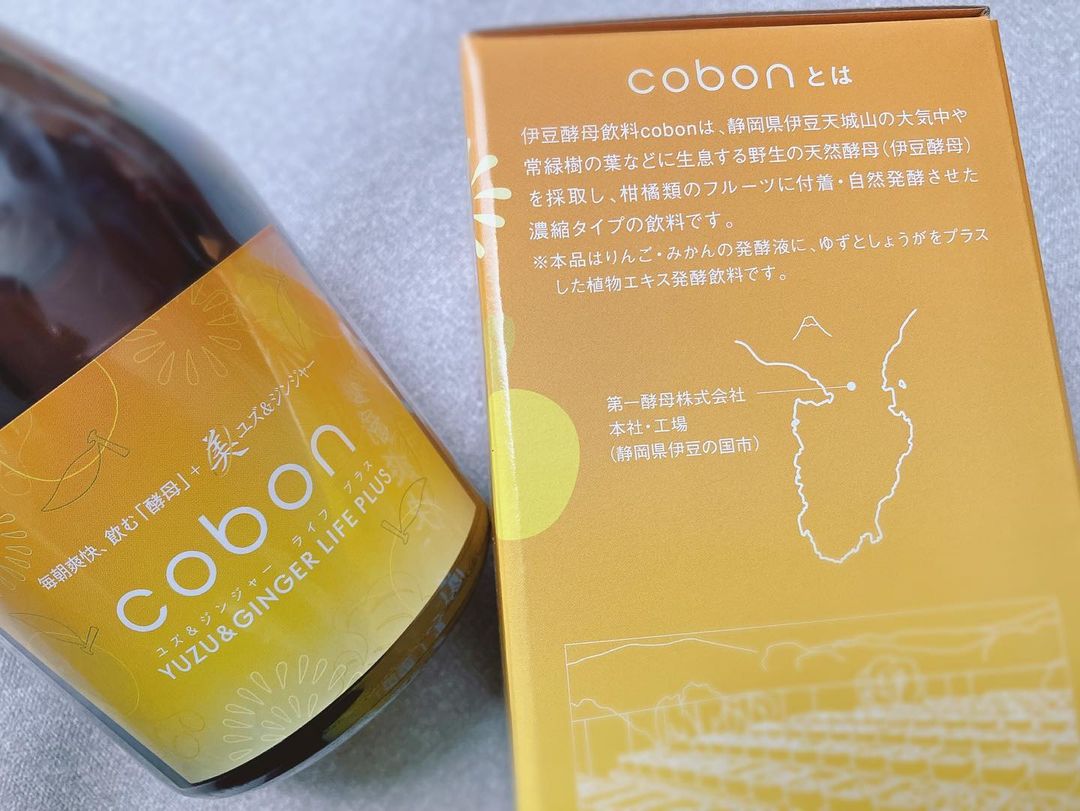 毎朝爽快、飲む「酵母」+ 美 ユズ&ジンジャー
cobon
ユズ&ジンジャー ライフ プラス
YUZU&GINGER LIFE PLUS
cobonとは
伊豆酵母飲料cobonは、静岡県伊豆天城山の大気中や
常緑樹の葉などに生息する野生の天然酵母(伊豆酵母)
を採取し、柑橘類のフルーツに付着・自然発酵させた
濃縮タイプの飲料です。
※本品はりんご・みかんの発酵液に、ゆずとしょうがをプラス
した植物エキス発酵飲料です。
第一酵母株式会社
本社・工場
(静岡県伊豆の国市)